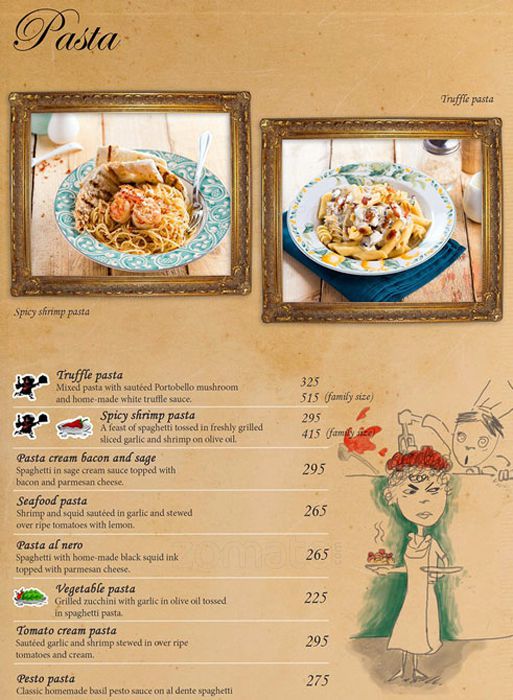 Pasta
Truffle pasta
Spicy shrimp pasta
Truffle pasta
Mixed pasta with sautéed Portobello mushroom
and home-made white truffle sauce.
325
515 (family size)
Spicy shrimp pasta
A feast of spaghetti tossed in freshly grilled
sliced garlic and shrimp on olive oil.
295
415 (family size)
Pasta cream bacon and sage
Spaghetti in sage cream sauce topped with
bacon and parmesan cheese.
295
Seafood pasta
Shrimp and squid sautéed in garlic and stewed
over ripe tomatoes with lemon.
265
Pasta al nero
Spaghetti with home-made black squid ink
topped with parmesan cheese.
265
Vegetable pasta
Grilled zucchini with garlic in olive oil tossed
in spaghetti pasta.
225
Tomato cream pasta
Sautéed garlic and shrimp stewed in over ripe
tomatoes and cream.
295
Pesto pasta
Classic homemade basil pesto sauce on al dente spaghetti
275